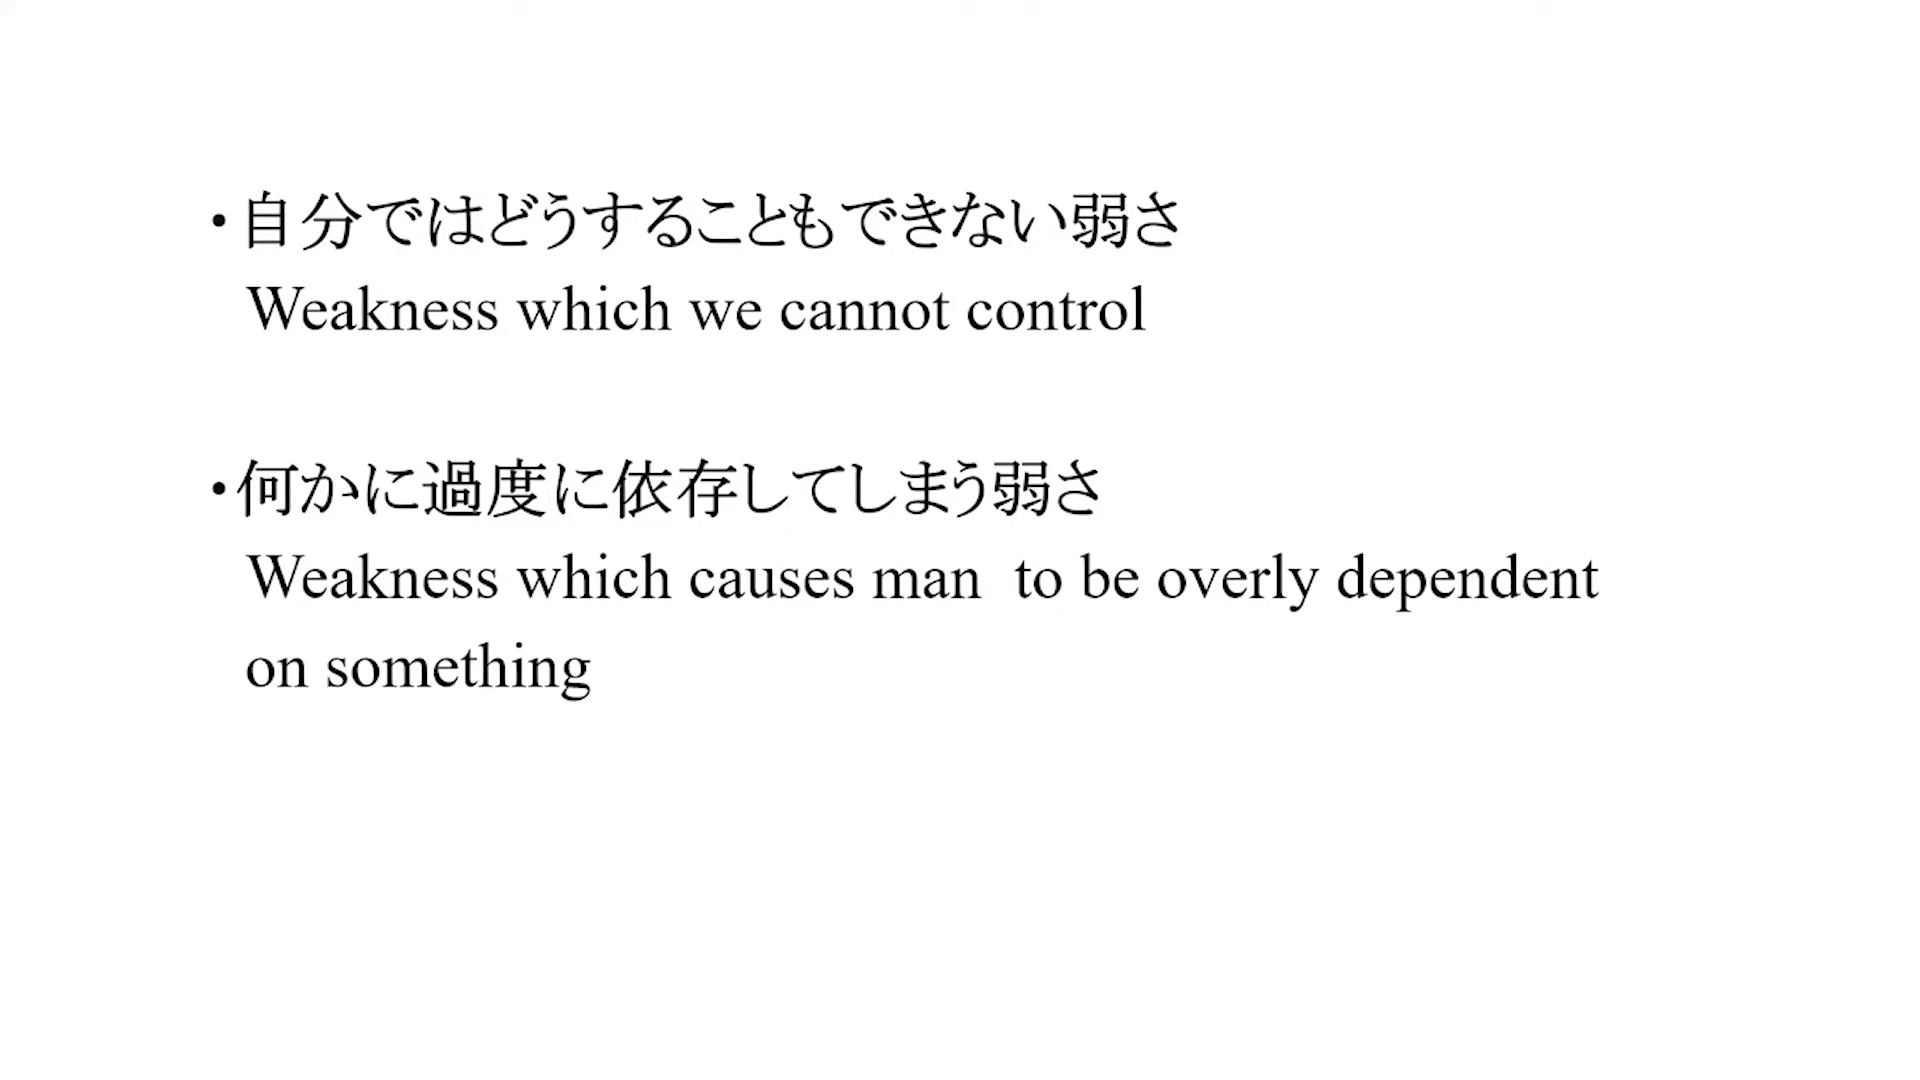 ・自分ではどうすることもできない弱さ
Weakness which we cannot control
・何かに過度に依存してしまう弱さ
Weakness which causes man  to be overly dependent
on something